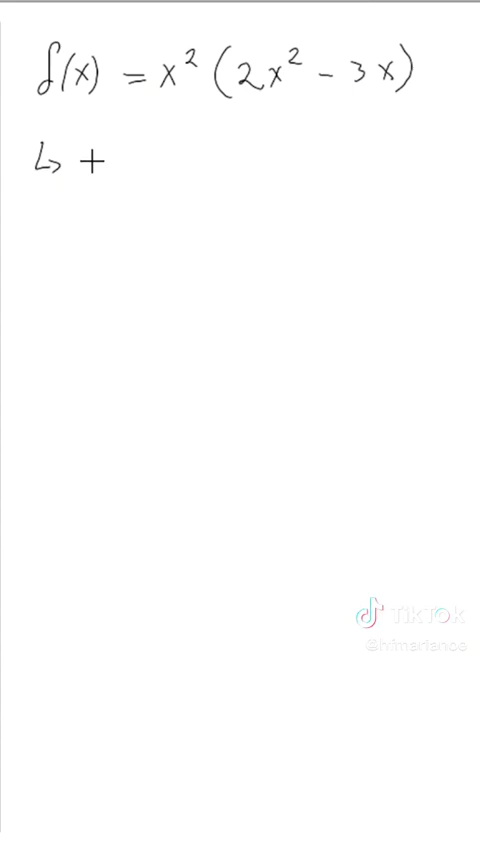 f(x) = x² (2x² - 3x)
↳ +
TikTok
@hfmariance